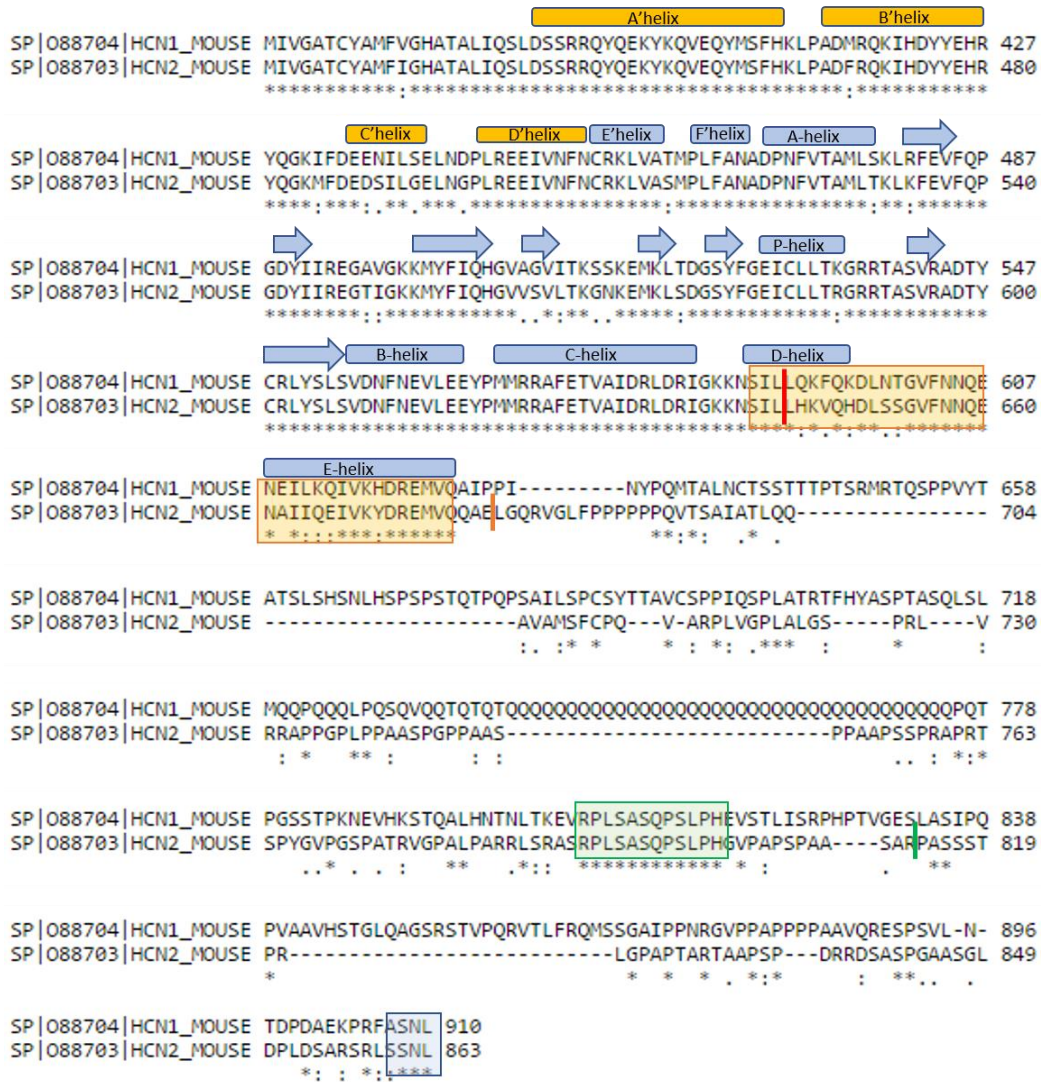 A'helix B'helix
SP|O88704|HCN1_MOUSE MIVGATCYAMFVGHATALIQSLDSSRRQYQEKYKQVEQYMSFHKLPADMRQKIHDYYEHR 427
SP|O88703|HCN2_MOUSE MIVGATCYAMFIGHATALIQSLDSSRRQYQEKYKQVEQYMSFHKLPADFRQKIHDYYEHR 480
***********:************************************:***********
C'helix D'helix E'helix F'helix A-helix
SP|O88704|HCN1_MOUSE YQGKIFDEENILSELNDPLREEIVNFNCRKLVATMPLFANADPNFVTAMLSKLRFEVFQP 487
SP|O88703|HCN2_MOUSE YQGKMFDEDSILGELNGPLREEIVNFNCRKLVASMPLFANADPNFVTAMLTKLKFEVFQP 540
****:***:.**.***.****************:****************:**:******
P-helix
SP|O88704|HCN1_MOUSE GDYIIREGAVGKKMYFIQHGVAGVITKSSKEMKLTDGSYFGEICLLTKGRRTASVRADTY 547
SP|O88703|HCN2_MOUSE GDYIIREGTIGKKMYFIQHGVVSVLTKGNKEMKLSDGSYFGEICLLTRGRRTASVRADTY 600
********::***********..*:**..*****:************:************
B-helix C-helix D-helix
SP|O88704|HCN1_MOUSE CRLYSLSVDNFNEVLEEYPMMRRAFETVAIDRLDRIGKKNSILLQKFQKDLNTGVFNNQE 607
SP|O88703|HCN2_MOUSE CRLYSLSVDNFNEVLEEYPMMRRAFETVAIDRLDRIGKKNSILLHKVQHDLSSGVFNNQE 660
********************************************:*.*:**.:*******
E-helix
SP|O88704|HCN1_MOUSE NEILKQIVKHDREMVQAIPPI---------NYPQMTALNCTSSTTTPTSRMRTQSPPVYT 658
SP|O88703|HCN2_MOUSE NAIIQEIVKYDREMVQQAELGQRVGLFPPPPPPQVTSAIATLQQ---------------- 704
* *:::***:******                **:*:  .* .
SP|O88704|HCN1_MOUSE ATSLSHSNLHSPSPSTQTPQPSAILSPCSYTTAVCSPPIQSPLATRTFHYASPTASQLSL 718
SP|O88703|HCN2_MOUSE ---------------------AVAMSFCPQ---V-ARPLVGPLALGS-----PRL----V 730
:. :* *     * : *: .***  :     *      :
SP|O88704|HCN1_MOUSE MQQPQQQLPQSQVQQTQTQTQQQQQQQQQQQQQQQQQQQQQQQQQQQQQQQQQQQQQPQT 778
SP|O88703|HCN2_MOUSE RRAPPGPLPPAASPGPPAAS---------------------------PPAAPSSPRAPRT 763
: *   ** :      : :                                 .. : *:*
SP|O88704|HCN1_MOUSE PGSSTPKNEVHKSTQALHNTNLTKEVRPLSASQPSLPHEVSTLISRPHPTVGESLASIPQ 838
SP|O88703|HCN2_MOUSE SPYGVPGSPATRVGPALPARRLSRASRPLSASQPSLPHGVPAPSPAA----SARPASSST 819
..*  . . :   **   .*::  ************ * :          .   **
SP|O88704|HCN1_MOUSE PVAAVHSTGLQAGSRSTVPQRVTLFRQMSSGAIPPNRGVPPAPPPPAAVQRESPSVL-N- 896
SP|O88703|HCN2_MOUSE PR---------------------------LGPAPTARTAAPSP---DRRDSASPGAASGL 849
*                             *  *  * . *:*      :  **..  .
SP|O88704|HCN1_MOUSE TDPDAEKPRFASNL 910
SP|O88703|HCN2_MOUSE DPLDSARSRLSSNL 863
*: : *::***